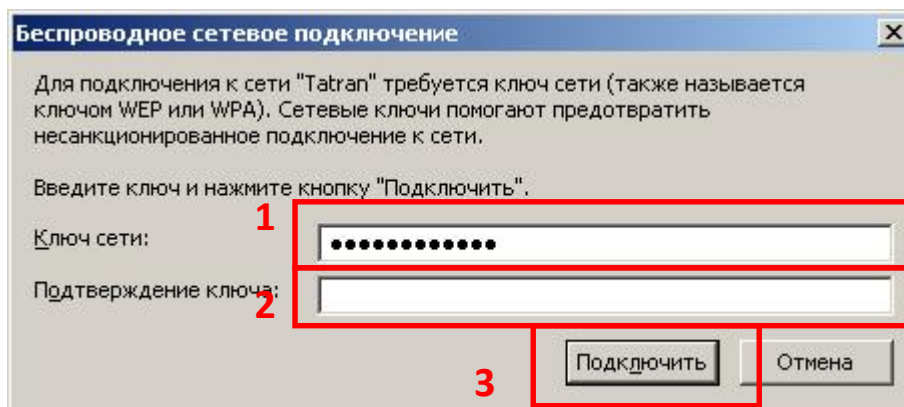 Беспроводное сетевое подключение
Для подключения к сети "Tatran" требуется ключ сети (также называется
ключом WEP или WPA). Сетевые ключи помогают предотвратить
несанкционированное подключение к сети.
Введите ключ и нажмите кнопку "Подключить".
1
Ключ сети: ●●●●●●●●●●●●
Подтверждение ключа:
2
3 Подключить Отмена